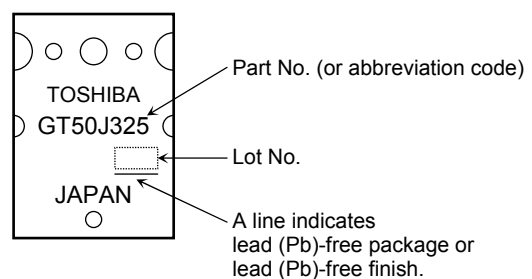 TOSHIBA
GT50J325
JAPAN
Part No. (or abbreviation code)
Lot No.
A line indicates
lead (Pb)-free package or
lead (Pb)-free finish.